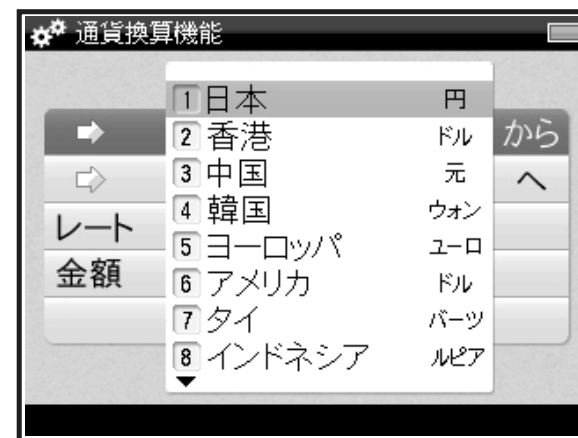 通貨換算機能
1 日本 円
2 香港 ドル
3 中国 元
4 韓国 ウォン
5 ヨーロッパ ユーロ
6 アメリカ ドル
7 タイ バーツ
8 インドネシア ルピア
から
へ
レート
金額